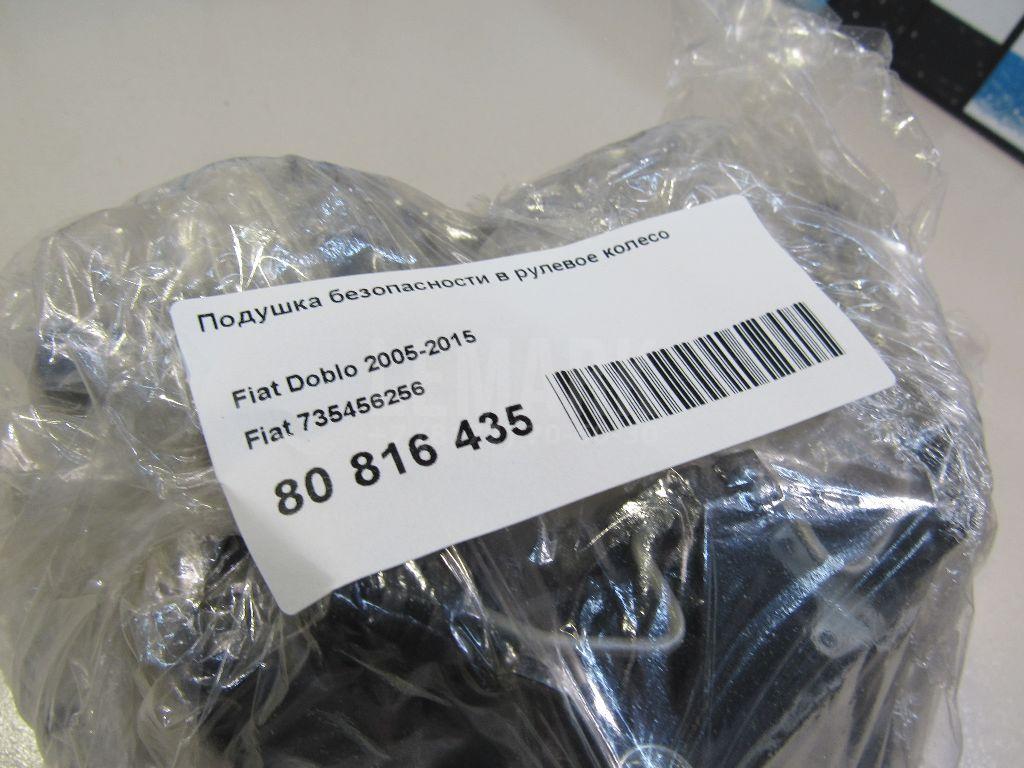 Подушка безопасности в рулевое колесо
Fiat Doblo 2005-2015
Fiat 735456256
80 816 435